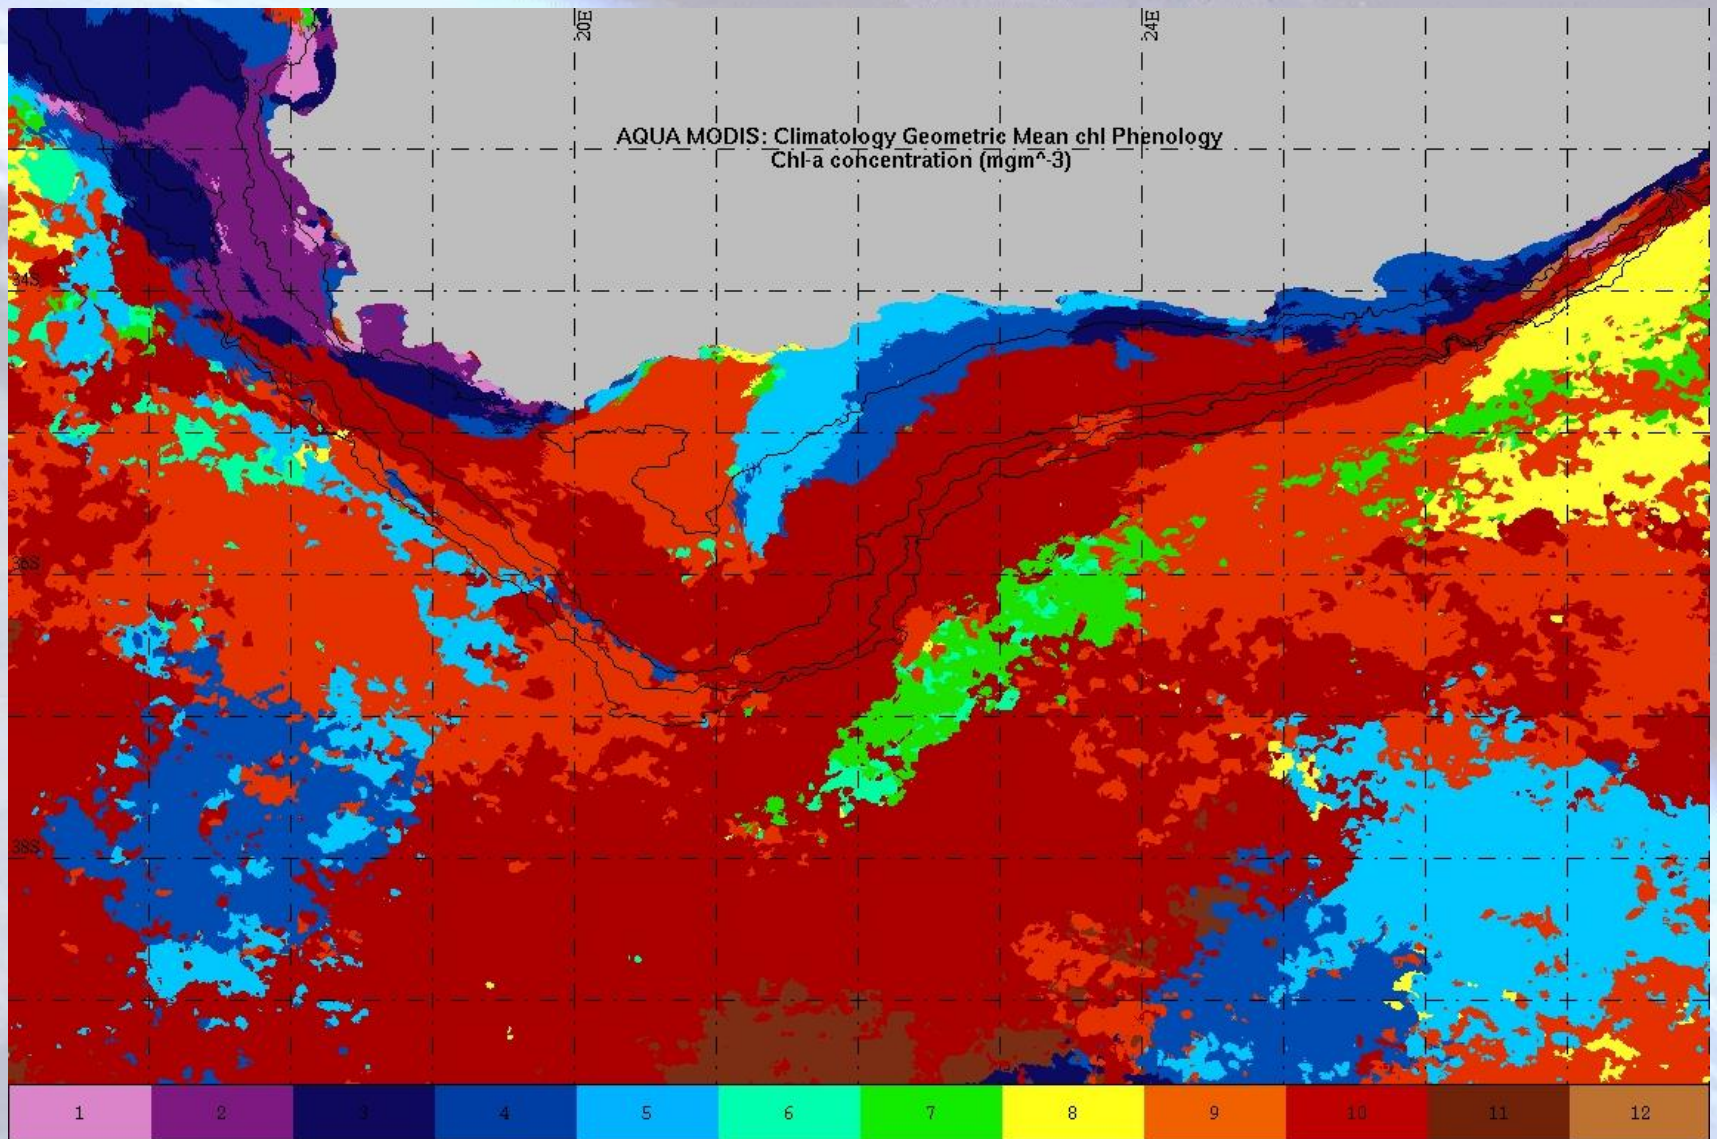 20E
24E
AQUA MODIS: Climatology Geometric Mean chl Phenology
Chl-a concentration (mgm^-3)
34S
36S
38S
1 2 3 4 5 6 7 8 9 10 11 12